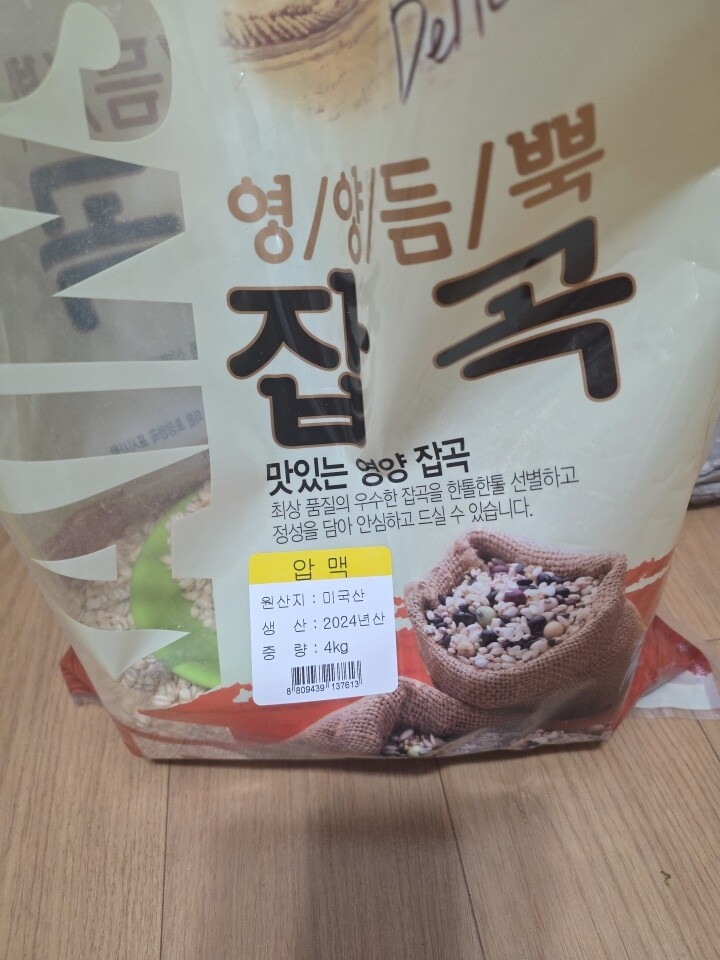 영/양/듬/뿍
잡곡
맛있는 영양 잡곡
최상 품질의 우수한 잡곡을 한톨한톨 선별하고
정성을 담아 안심하고 드실 수 있습니다.
압 맥
원산지 : 미국산
생 산 : 2024년산
중 량 : 4kg
8 809439 137613